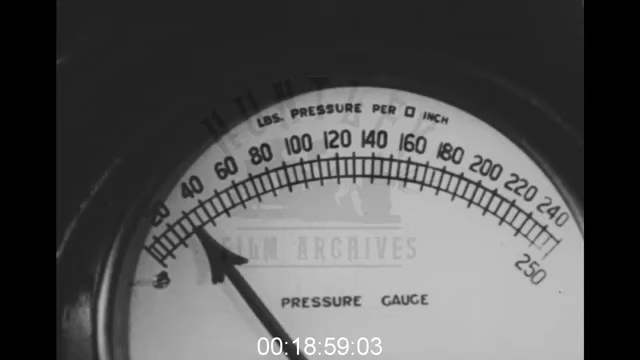 LBS. PRESSURE PER □ INCH
20 40 60 80 100 120 140 160 180 200 220 240
250
HUNTLEY
FILM ARCHIVES
PRESSURE GAUGE
00:18:59:03